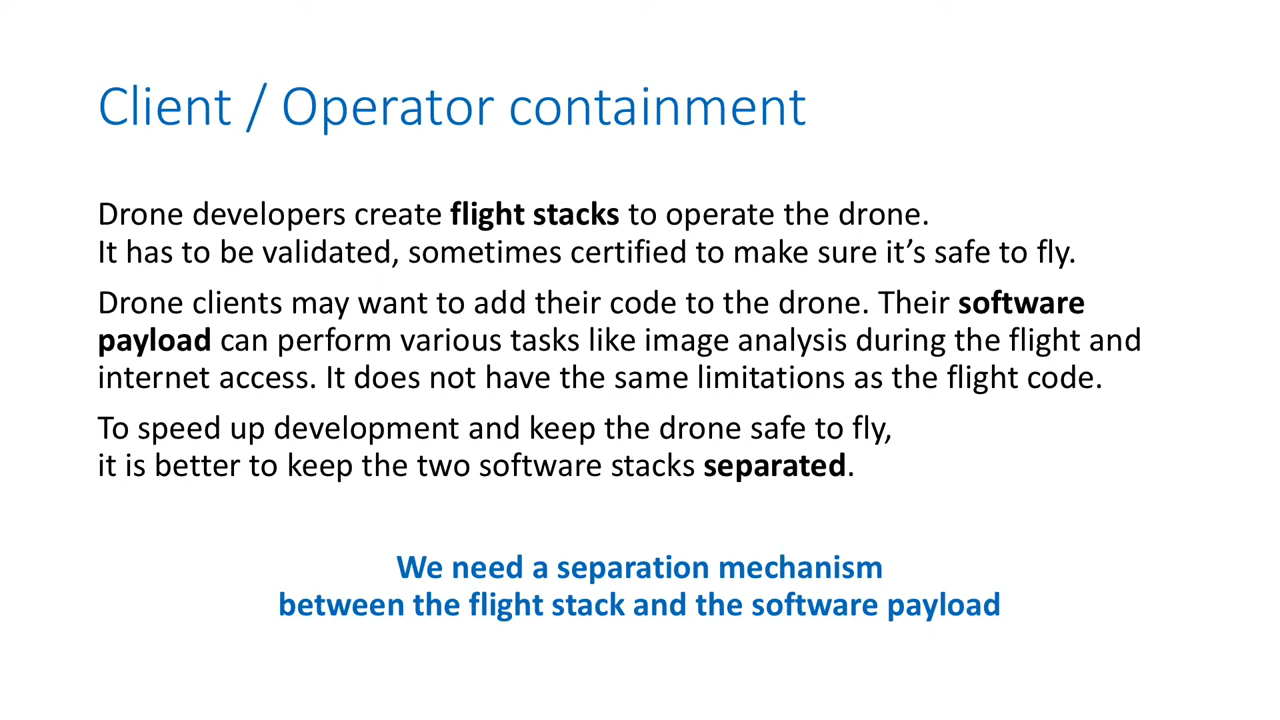 Client / Operator containment
Drone developers create flight stacks to operate the drone.
It has to be validated, sometimes certified to make sure it’s safe to fly.
Drone clients may want to add their code to the drone. Their software
payload can perform various tasks like image analysis during the flight and
internet access. It does not have the same limitations as the flight code.
To speed up development and keep the drone safe to fly,
it is better to keep the two software stacks separated.
We need a separation mechanism
between the flight stack and the software payload